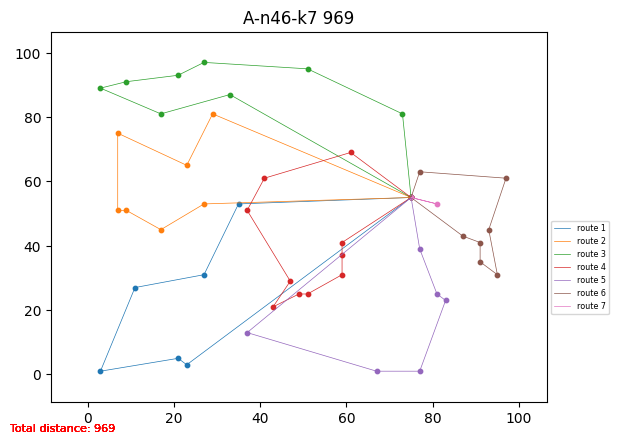 A-n46-k7 969
100
80
60
40
20
0
0 20 40 60 80 100
route 1
route 2
route 3
route 4
route 5
route 6
route 7
Total distance: 969